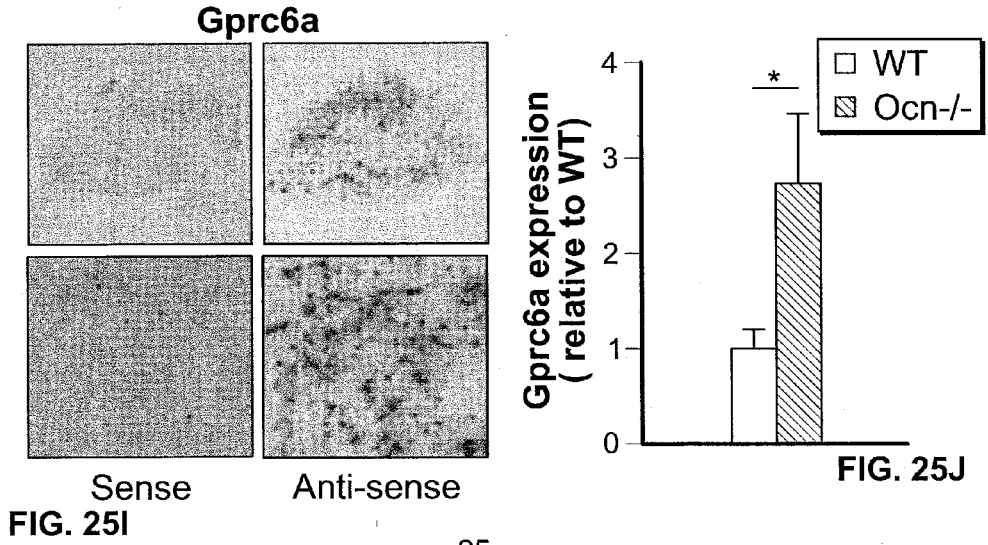 Gprc6a
Sense
Anti-sense
FIG. 25I
Gprc6a expression
( relative to WT)
4
3
2
1
0
*
WT
Ocn-/-
FIG. 25J